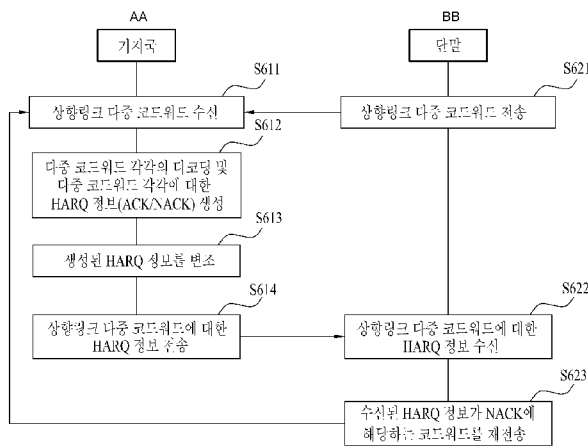 AA
BB
기지국
단말
S611
S621
상향링크 다중 코드워드 수신
상향링크 다중 코드워드 전송
S612
다중 코드워드 각각의 디코딩 및
다중 코드워드 각각에 대한
HARQ 정보(ACK/NACK) 생성
S613
생성된 HARQ 정보를 변조
S614
S622
상향링크 다중 코드워드에 대한
HARQ 정보 전송
상향링크 다중 코드워드에 대한
HARQ 정보 수신
S623
수신된 HARQ 정보가 NACK에
해당하는 코드워드를 재전송